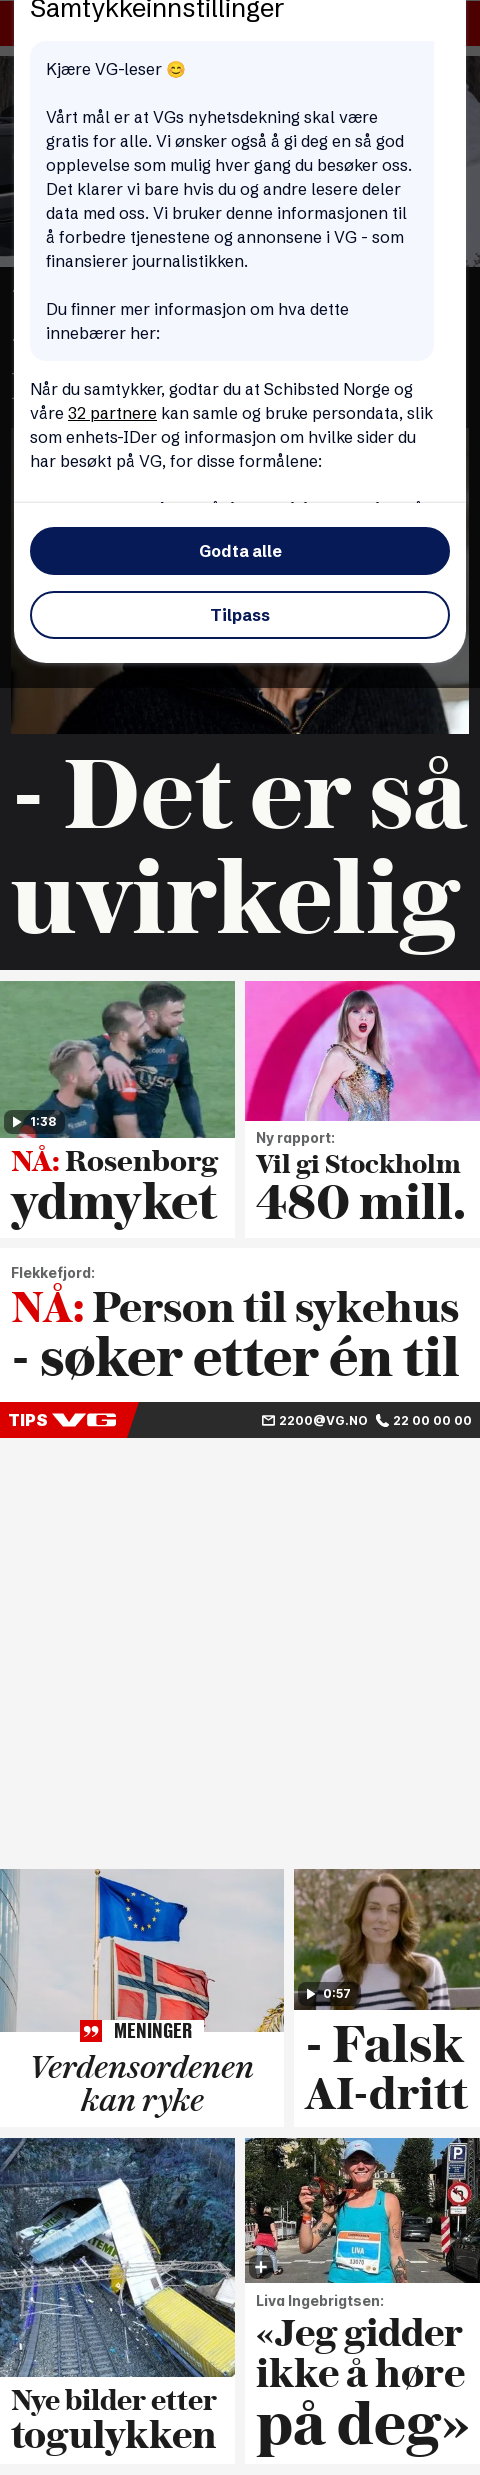 Samtykkeinnstillinger
Kjære VG-leser 😊
Vårt mål er at VGs nyhetsdekning skal være
gratis for alle. Vi ønsker også å gi deg en så god
opplevelse som mulig hver gang du besøker oss.
Det klarer vi bare hvis du og andre lesere deler
data med oss. Vi bruker denne informasjonen til
å forbedre tjenestene og annonsene i VG - som
finansierer journalistikken.
Du finner mer informasjon om hva dette
innebærer her:
Når du samtykker, godtar du at Schibsted Norge og
våre 32 partnere kan samle og bruke persondata, slik
som enhets-IDer og informasjon om hvilke sider du
har besøkt på VG, for disse formålene:
Godta alle
Tilpass
- Det er så
uvirkelig
1:38
NÅ: Rosenborg
ydmyket
Ny rapport:
Vil gi Stockholm
480 mill.
Flekkefjord:
NÅ: Person til sykehus
- søker etter én til
TIPS VG 2200@VG.NO 22 00 00 00
MENINGER
Verdensordenen
kan ryke
0:57
- Falsk
AI-dritt
Nye bilder etter
togulykken
P
LIVA
Liva Ingebrigtsen:
«Jeg gidder
ikke å høre
på deg»